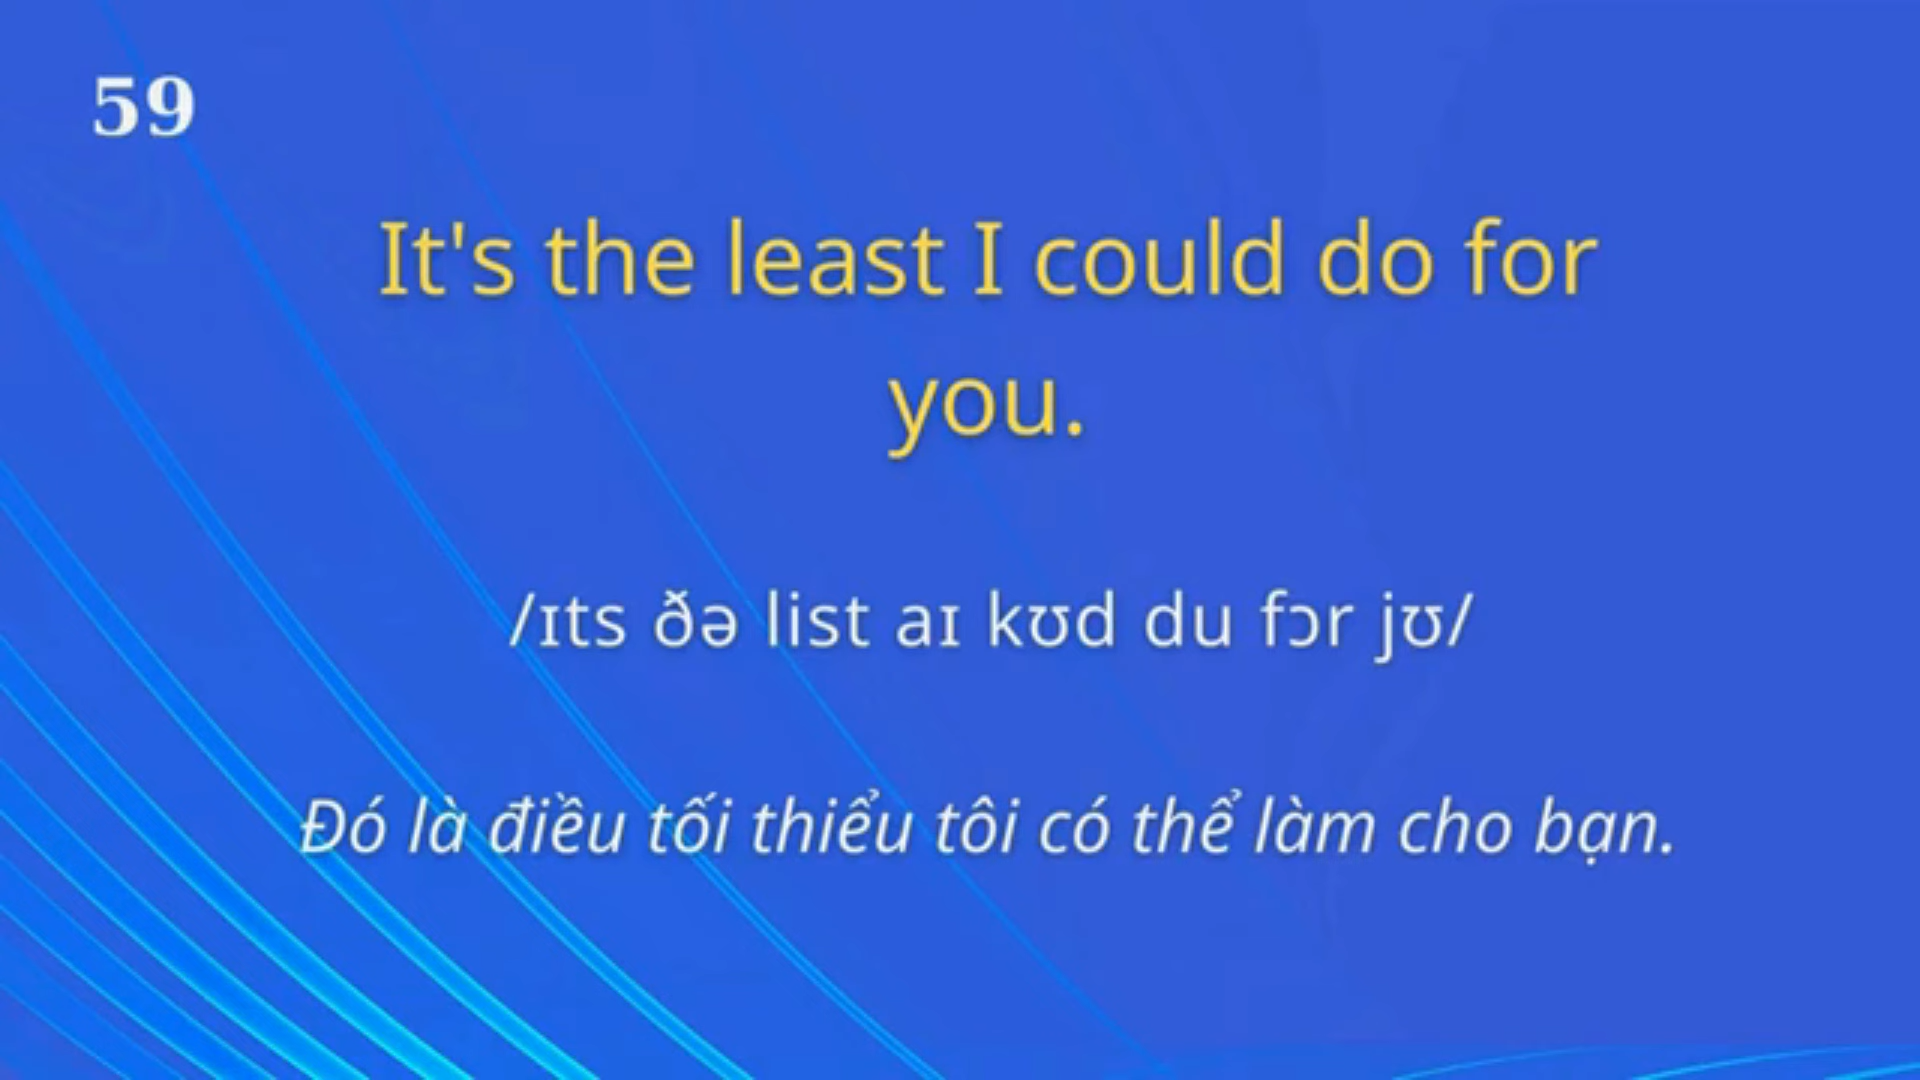 59
It's the least I could do for
you.
/ɪts ðə list aɪ kʊd du fɔr jʊ/
Đó là điều tối thiểu tôi có thể làm cho bạn.